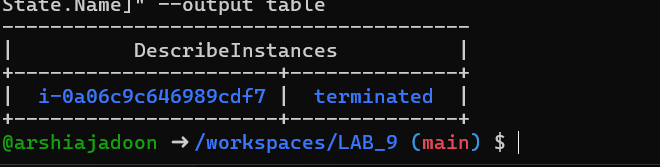 State.Name]" --output table
---------------------------------------
|          DescribeInstances          |
+----------------------+--------------+
|  i-0a06c9c646989cdf7 |  terminated  |
+----------------------+--------------+
@arshiajadoon ➜ /workspaces/LAB_9 (main) $